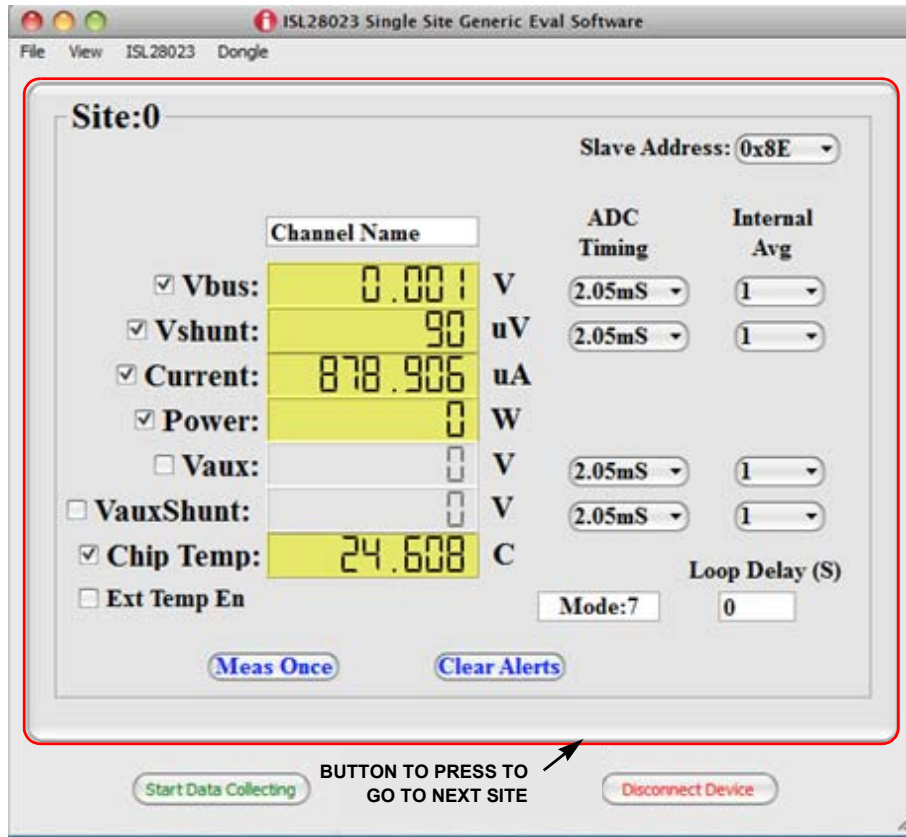 ISL28023 Single Site Generic Eval Software
File View ISL28023 Dongle
Site:0
Slave Address: 0x8E
Channel Name
ADC Timing
Internal Avg
Vbus: 0.001 V 2.05mS 1
Vshunt: 90 uV 2.05mS 1
Current: 878.906 uA
Power: 0 W
Vaux: 0 V 2.05mS 1
VauxShunt: 0 V 2.05mS 1
Chip Temp: 24.608 C
Loop Delay (S)
Ext Temp En
Mode:7 0
Meas Once Clear Alerts
BUTTON TO PRESS TO
GO TO NEXT SITE
Start Data Collecting
Disconnect Device